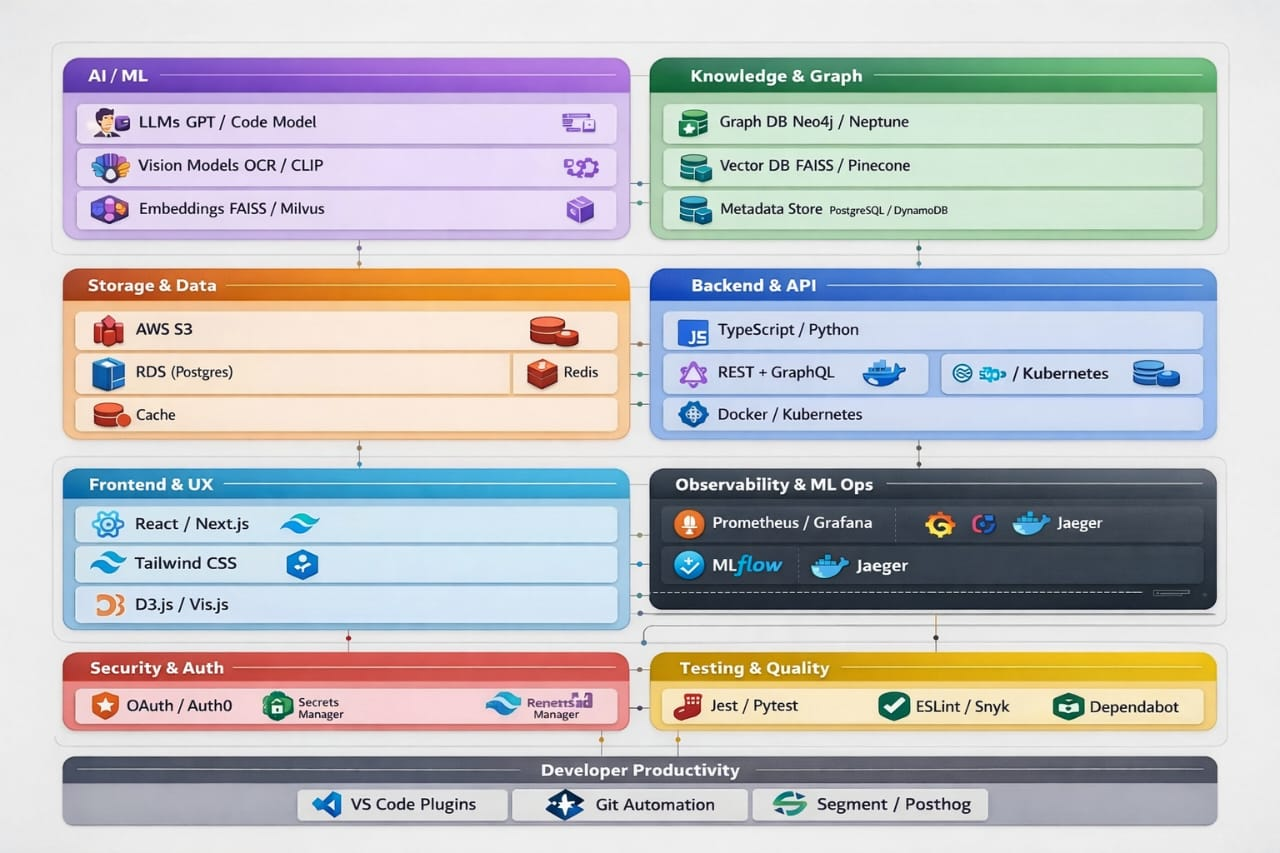 AI / ML
LLMs GPT / Code Model
Vision Models OCR / CLIP
Embeddings FAISS / Milvus
Knowledge & Graph
Graph DB Neo4j / Neptune
Vector DB FAISS / Pinecone
Metadata Store PostgreSQL / DynamoDB
Storage & Data
AWS S3
RDS (Postgres)
Redis
Cache
Backend & API
JS TypeScript / Python
REST + GraphQL
/ Kubernetes
Docker / Kubernetes
Frontend & UX
React / Next.js
Tailwind CSS
D3.js / Vis.js
Observability & ML Ops
Prometheus / Grafana
Jaeger
MLflow
Jaeger
Security & Auth
OAuth / Auth0
Secrets
Manager
Manager
Testing & Quality
Jest / Pytest
ESLint / Snyk
Dependabot
Developer Productivity
VS Code Plugins
Git Automation
Segment / Posthog